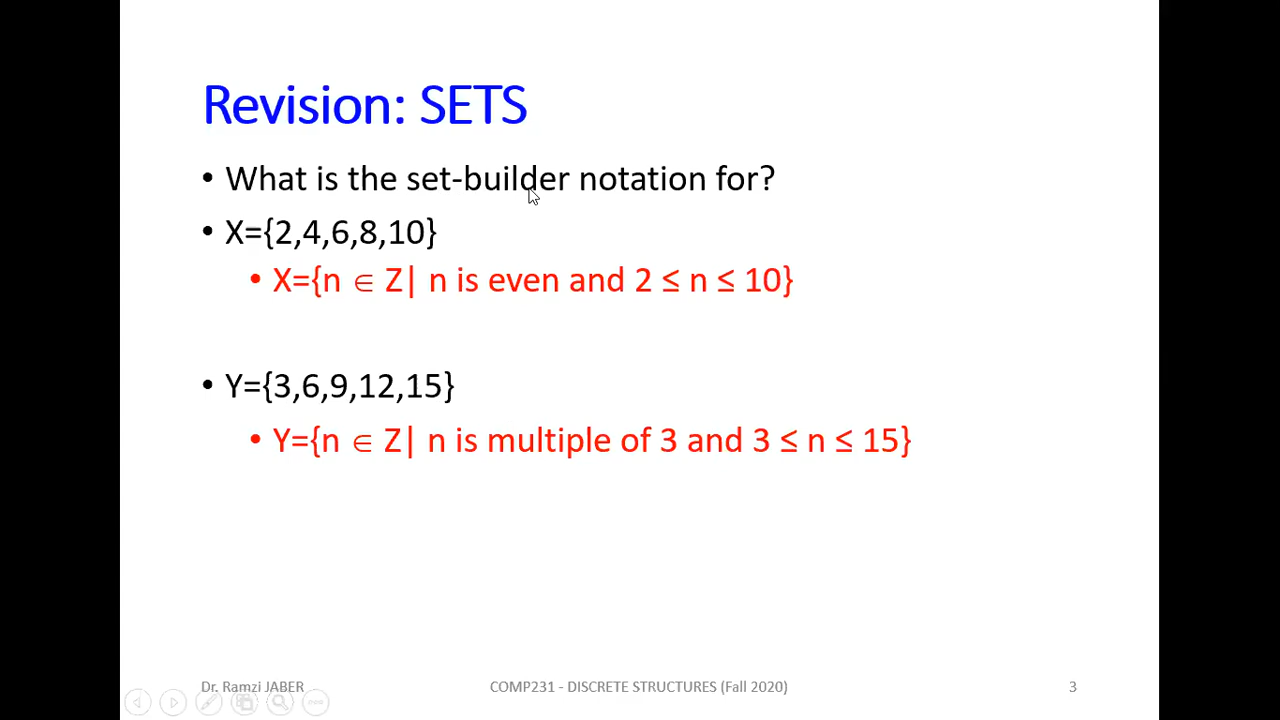 Revision: SETS
• What is the set-builder notation for?
• X={2,4,6,8,10}
• X={n ∈ Z| n is even and 2 ≤ n ≤ 10}
• Y={3,6,9,12,15}
• Y={n ∈ Z| n is multiple of 3 and 3 ≤ n ≤ 15}
Dr. Ramzi JABER
COMP231 - DISCRETE STRUCTURES (Fall 2020)
3